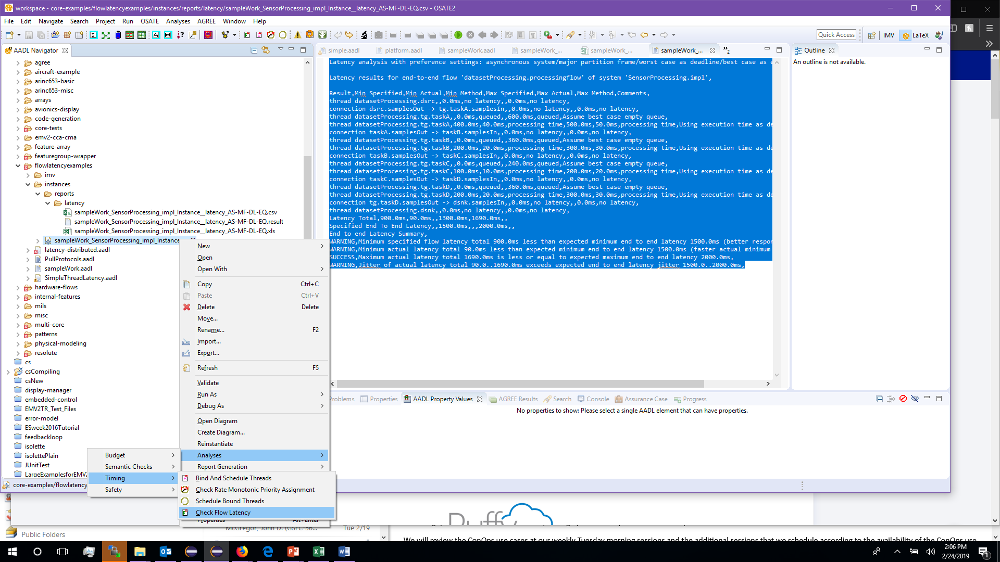 workspace - core-examples/flowlatencyexamples/instances/reports/latency/sampleWork_SensorProcessing_impl_Instance__latency_AS-MF-DL-EQ.csv - OSATE2
File Edit Navigate Search Project Run OSATE Analyses AGREE Window Help
Quick Access IMV LaTeX
AADL Navigator
simple.aadl platform.aadl sampleWork.aadl sampleWork_... sampleWork_... sampleWork_... »2
Outline
An outline is not available.
agree
aircraft-example
arinc653-basic
arinc653-misc
arrays
avionics-display
code-generation
core-tests
emv2-cca-cma
feature-array
featuregroup-wrapper
flowlatencyexamples
imv
instances
reports
latency
sampleWork_SensorProcessing_impl_Instance__latency_AS-MF-DL-EQ.csv
sampleWork_SensorProcessing_impl_Instance__latency_AS-MF-DL-EQ.result
sampleWork_SensorProcessing_impl_Instance__latency_AS-MF-DL-EQ.xls
sampleWork_SensorProcessing_impl_Instance
latency-distributed.aadl
PullProtocols.aadl
sampleWork.aadl
SimpleThreadLatency.aadl
hardware-flows
internal-features
mils
misc
multi-core
patterns
physical-modeling
resolute
cs
csCompiling
csNew
display-manager
embedded-control
EMV2TR_Test_Files
error-model
ESweek2016Tutorial
feedbackloop
isolette
isolettePlain
JUnitTest
LargeExamplesforEMV2
core-examples/flowlatency
Latency analysis with preference settings: asynchronous system/major partition frame/worst case as deadline/best case as e
Latency results for end-to-end flow 'datasetProcessing.processingflow' of system 'SensorProcessing.impl',
Result,Min Specified,Min Actual,Min Method,Max Specified,Max Actual,Max Method,Comments,
thread datasetProcessing.dsrc,,0.0ms,no latency,,0.0ms,no latency,
connection dsrc.samplesOut -> tg.taskA.samplesIn,,0.0ms,no latency,,0.0ms,no latency,
thread datasetProcessing.tg.taskA,,0.0ms,queued,,600.0ms,queued,Assume best case empty queue,
thread datasetProcessing.tg.taskA,400.0ms,40.0ms,processing time,500.0ms,50.0ms,processing time,Using execution time as de
connection taskA.samplesOut -> taskB.samplesIn,,0.0ms,no latency,,0.0ms,no latency,
thread datasetProcessing.tg.taskB,,0.0ms,queued,,360.0ms,queued,Assume best case empty queue,
thread datasetProcessing.tg.taskB,200.0ms,20.0ms,processing time,300.0ms,30.0ms,processing time,Using execution time as de
connection taskB.samplesOut -> taskC.samplesIn,,0.0ms,no latency,,0.0ms,no latency,
thread datasetProcessing.tg.taskC,,0.0ms,queued,,240.0ms,queued,Assume best case empty queue,
thread datasetProcessing.tg.taskC,100.0ms,10.0ms,processing time,200.0ms,20.0ms,processing time,Using execution time as de
connection taskC.samplesOut -> taskD.samplesIn,,0.0ms,no latency,,0.0ms,no latency,
thread datasetProcessing.tg.taskD,,0.0ms,queued,,360.0ms,queued,Assume best case empty queue,
thread datasetProcessing.tg.taskD,200.0ms,20.0ms,processing time,300.0ms,30.0ms,processing time,Using execution time as de
connection tg.taskD.samplesOut -> dsnk.samplesIn,,0.0ms,no latency,,0.0ms,no latency,
thread datasetProcessing.dsnk,,0.0ms,no latency,,0.0ms,no latency,
Latency Total,900.0ms,90.0ms,,1300.0ms,1690.0ms,,
Specified End To End Latency,,1500.0ms,,,2000.0ms,,
End to end Latency Summary,
WARNING,Minimum specified flow latency total 900.0ms less than expected minimum end to end latency 1500.0ms (better respon
WARNING,Minimum actual latency total 90.0ms less than expected minimum end to end latency 1500.0ms (faster actual minimum
SUCCESS,Maximum actual latency total 1690.0ms is less or equal to expected maximum end to end latency 2000.0ms,
WARNING,Jitter of actual latency total 90.0..1690.0ms exceeds expected end to end latency jitter 1500.0..2000.0ms,
New
Open
Open With
Copy Ctrl+C
Paste Ctrl+V
Delete Delete
Move...
Rename... F2
Import...
Export...
Refresh F5
Validate
Run As
Debug As
Open Diagram
Create Diagram...
Reinstantiate
Analyses
Report Generation
Properties Alt+Enter
Budget
Semantic Checks
Timing
Safety
Bind And Schedule Threads
Check Rate Monotonic Priority Assignment
Schedule Bound Threads
Check Flow Latency
roblems Properties AADL Property Values AGREE Results Search Console Assurance Case Progress
No properties to show: Please select a single AADL element that can have properties.
Public Folders
McGregor, John D. (GSFC-56... Tue 2/19
We will review the ConOps use cases at our weekly Tuesday morning sessions and the additional sessions that we schedule according to the availability of the ConOps use
2:06 PM
2/24/2019
1